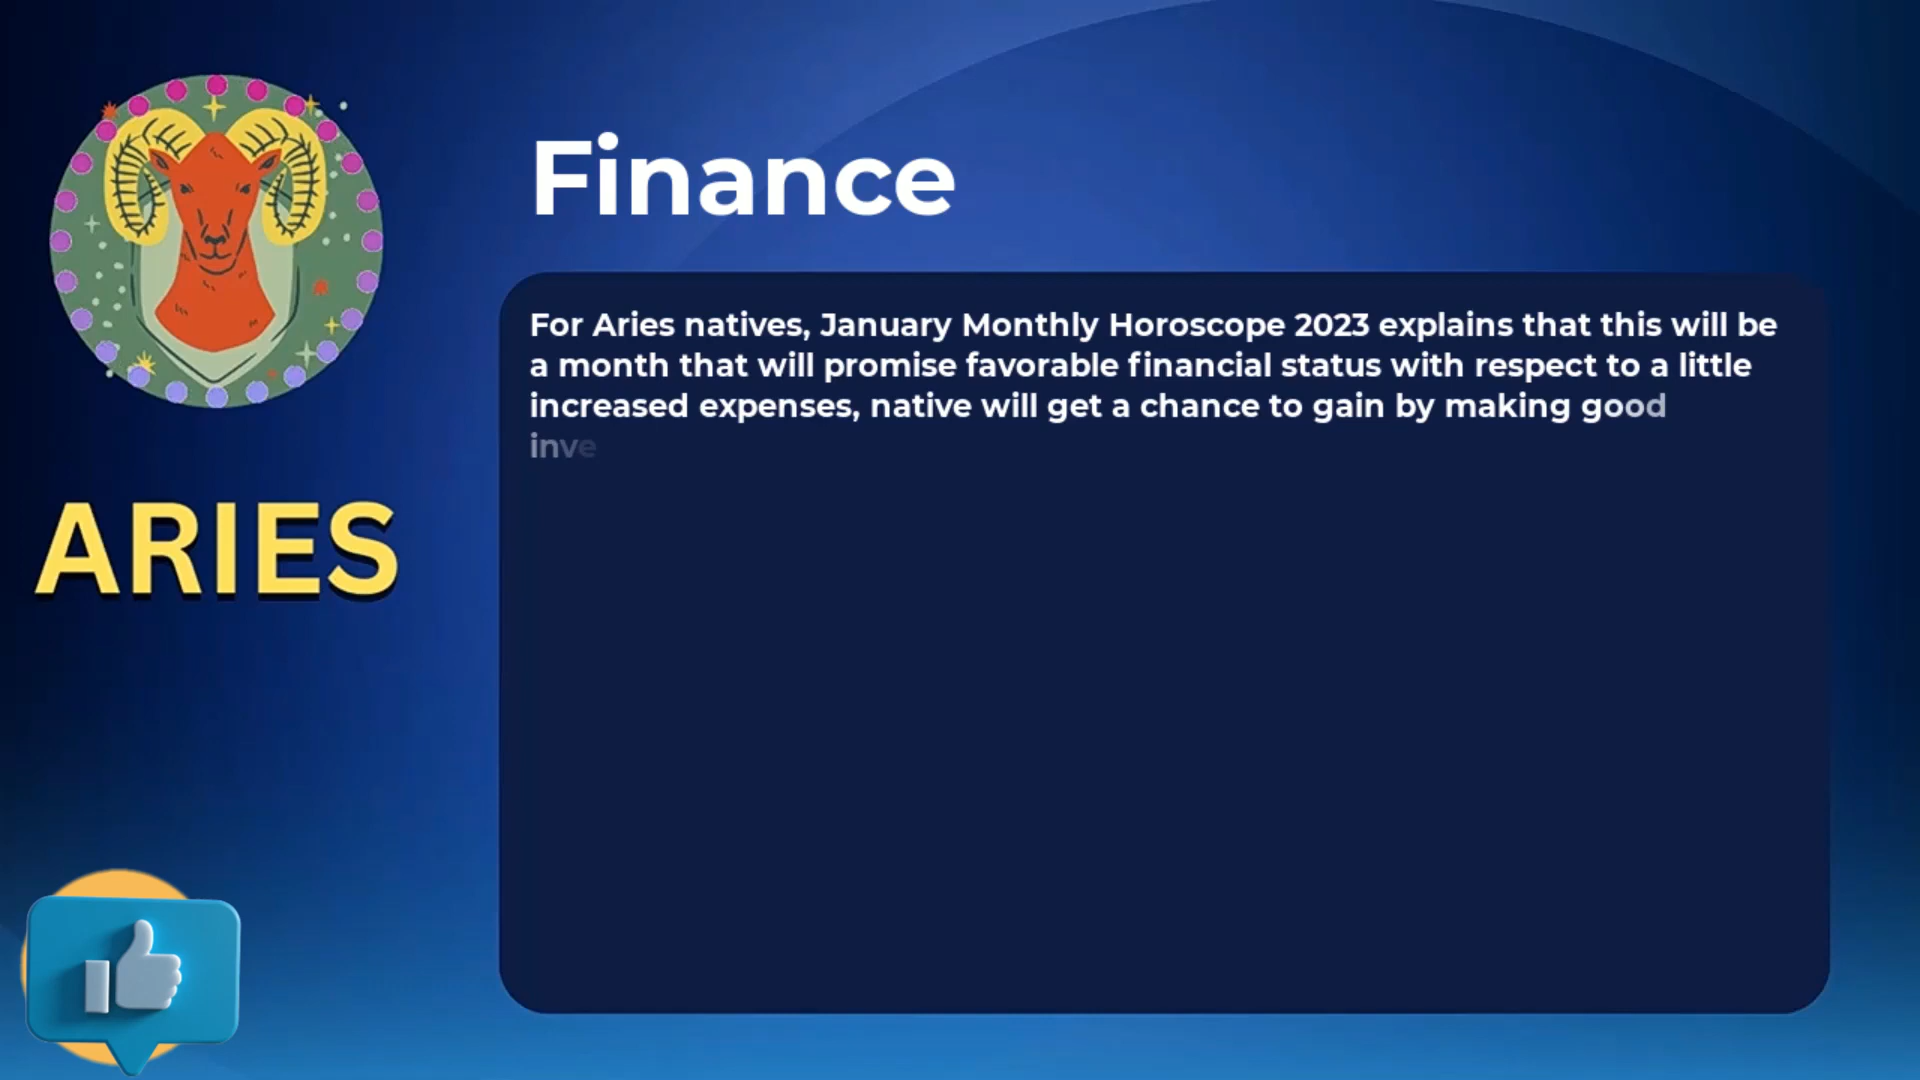 Finance
For Aries natives, January Monthly Horoscope 2023 explains that this will be
a month that will promise favorable financial status with respect to a little
increased expenses, native will get a chance to gain by making good
inve
ARIES